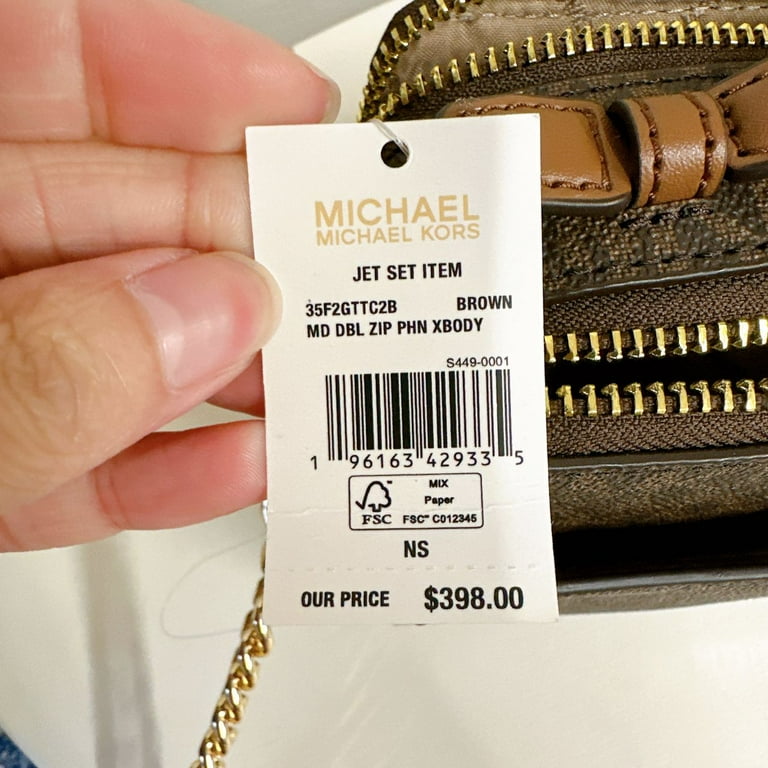 MICHAEL
MICHAEL KORS
JET SET ITEM
35F2GTTC2B BROWN
MD DBL ZIP PHN XBODY
S449-0001
1 96163 42933 5
MIX
Paper
FSC FSC™ C012345
NS
OUR PRICE $398.00